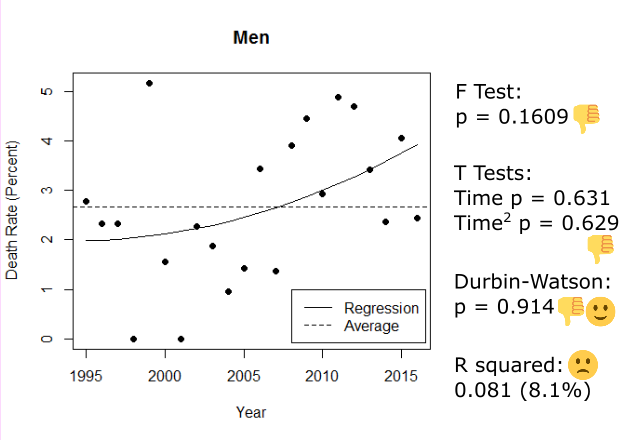 Men
Death Rate (Percent)
5
4
3
2
1
0
1995 2000 2005 2010 2015
Year
Regression
Average
F Test:
p = 0.1609
T Tests:
Time p = 0.631
Time² p = 0.629
Durbin-Watson:
p = 0.914
R squared:
0.081 (8.1%)